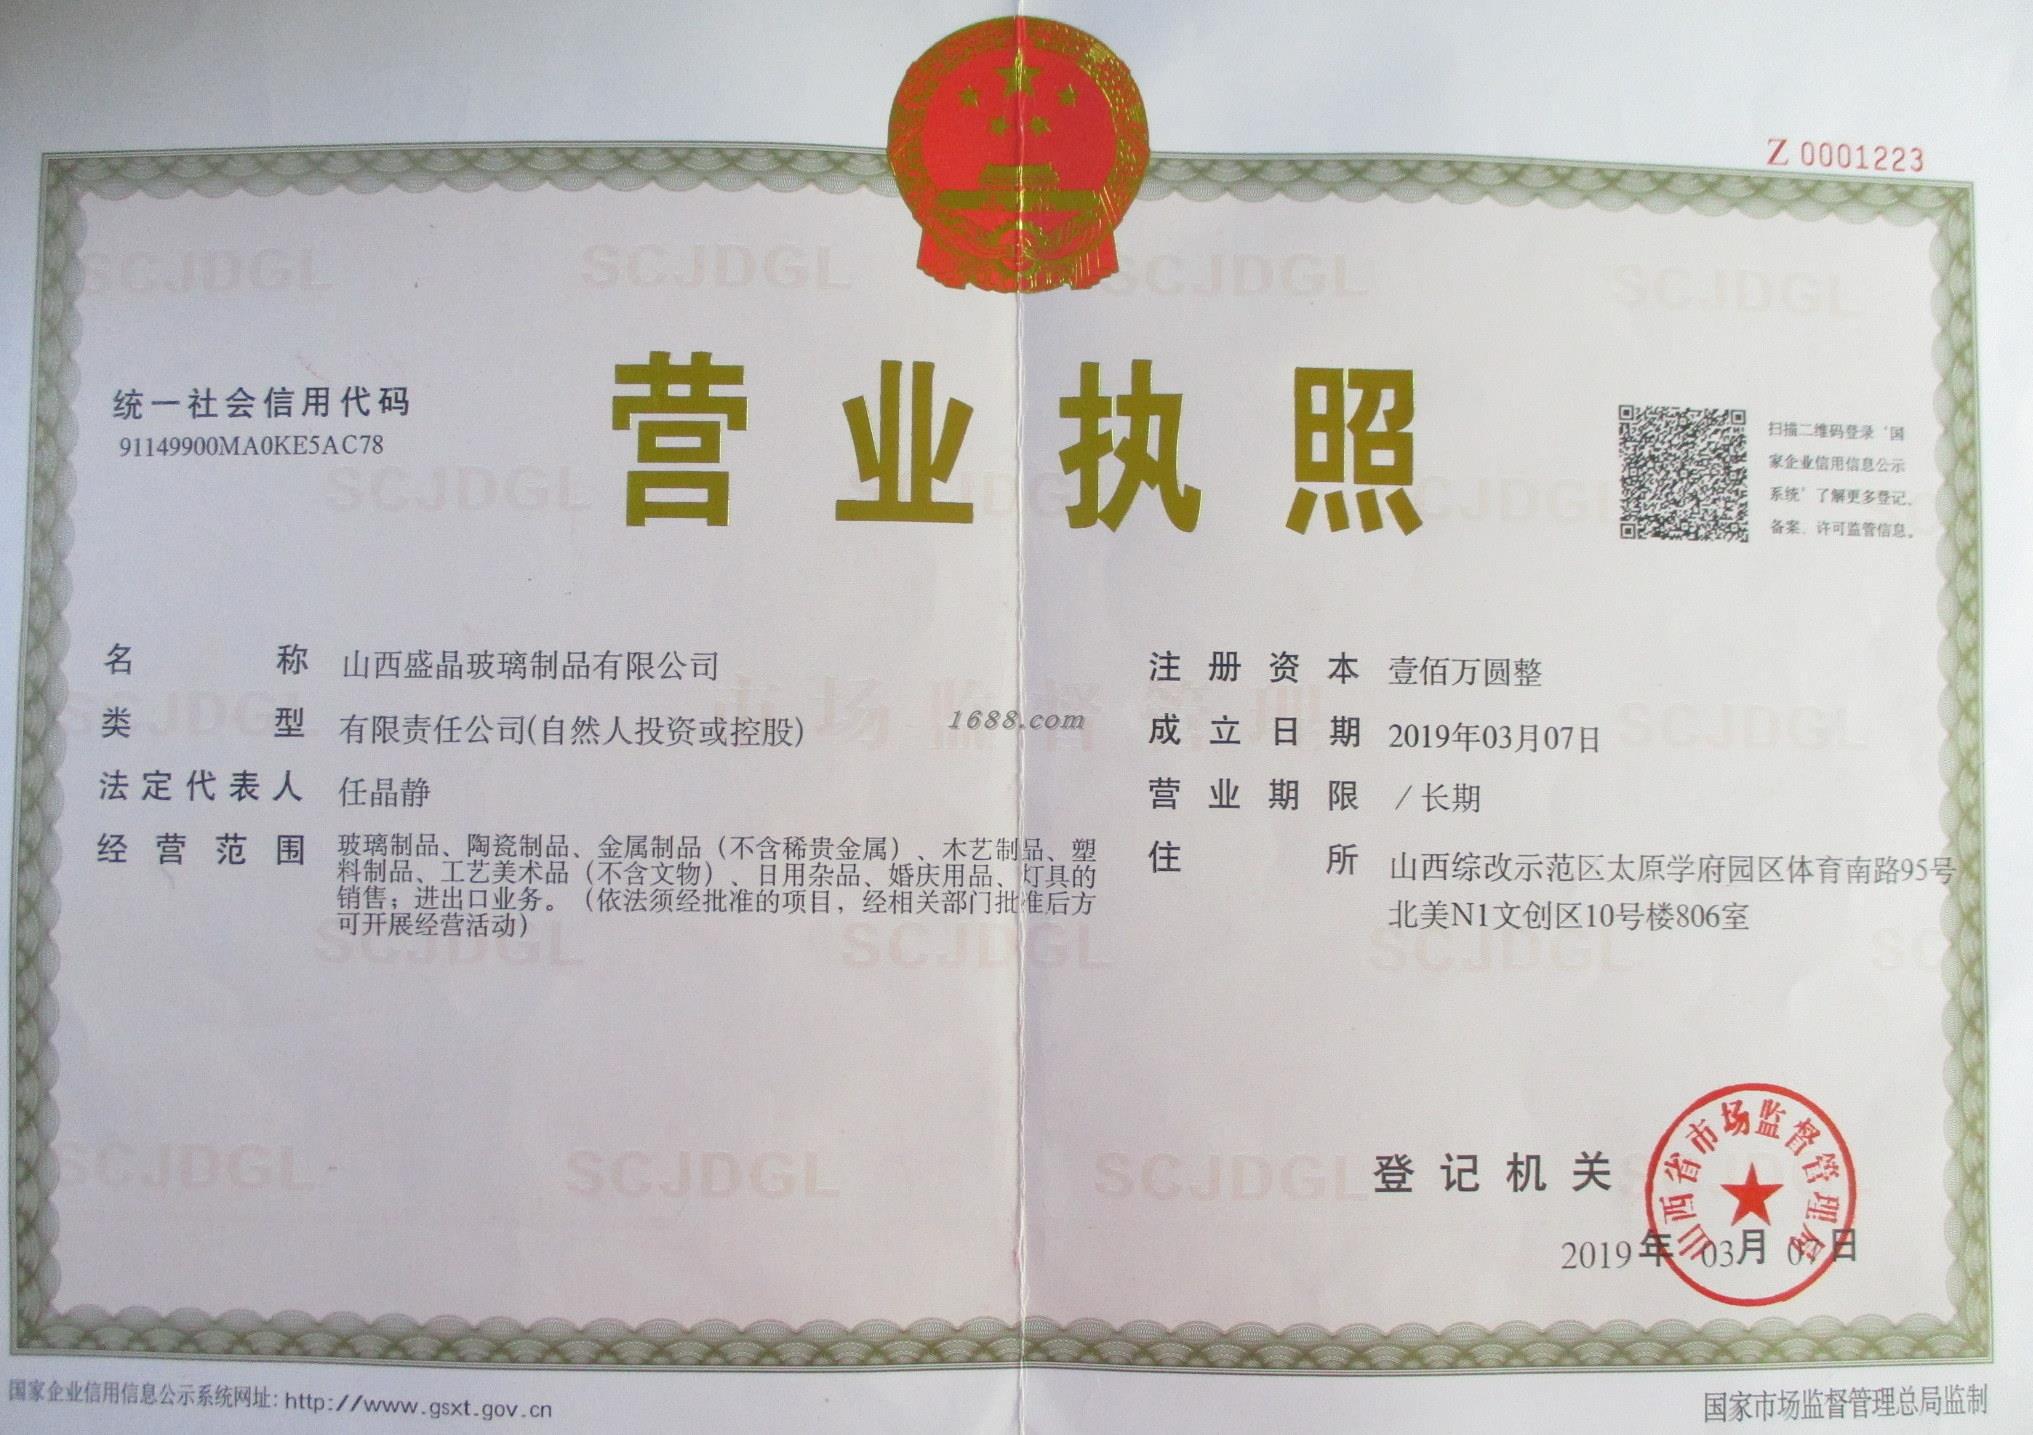 Z 0001223
营业执照
统一社会信用代码
91149900MA0KE5AC78
扫描二维码登录‘国
家企业信用信息公示
系统’了解更多登记、
备案、许可监管信息。
名称 山西盛晶玻璃制品有限公司
类型 有限责任公司(自然人投资或控股)
法定代表人 任晶静
经营范围 玻璃制品、陶瓷制品、金属制品（不含稀贵金属）、木艺制品、塑
料制品、工艺美术品（不含文物）、日用杂品、婚庆用品、灯具的
销售；进出口业务。（依法须经批准的项目，经相关部门批准后方
可开展经营活动）
1688.com
注册资本 壹佰万圆整
成立日期 2019年03月07日
营业期限 / 长期
住所 山西综改示范区太原学府园区体育南路95号
北美N1文创区10号楼806室
市场监督管理
SCJDGL
登记机关
山西省市场监督管理局
2019年03月07日
国家企业信用信息公示系统网址: http://www.gsxt.gov.cn
国家市场监督管理总局监制